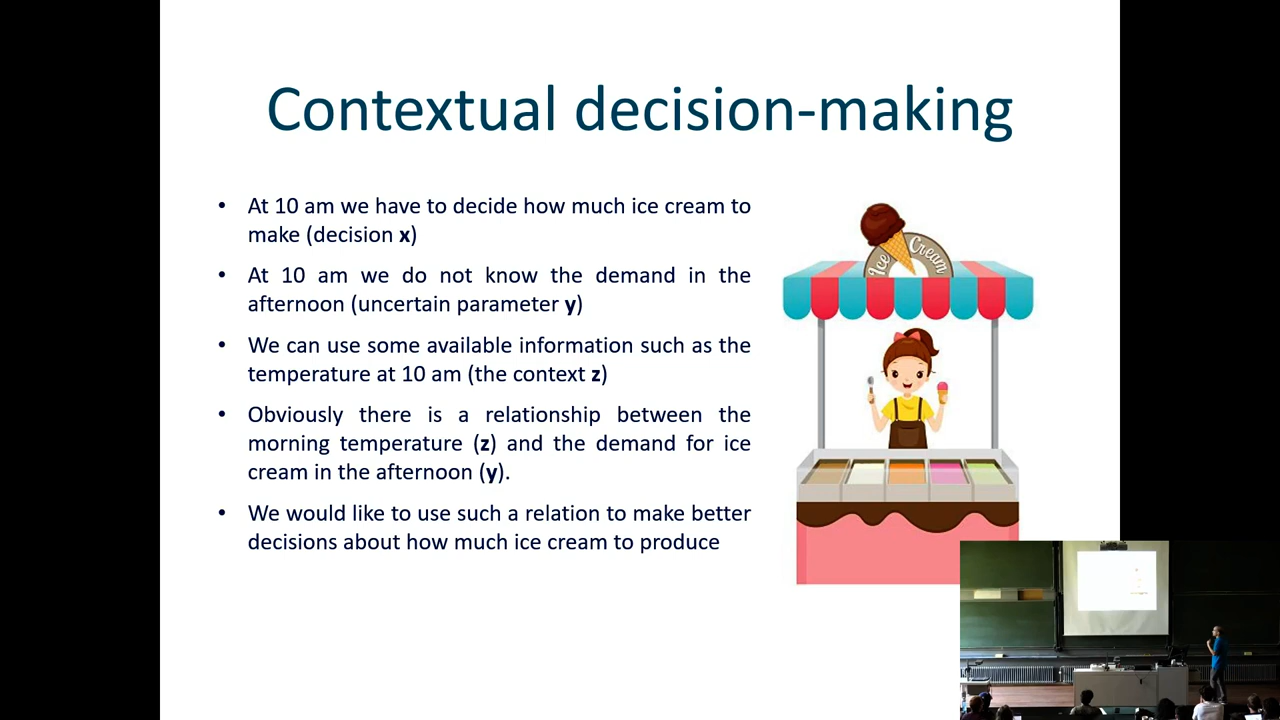 Contextual decision-making
• At 10 am we have to decide how much ice cream to
make (decision x)
• At 10 am we do not know the demand in the
afternoon (uncertain parameter y)
• We can use some available information such as the
temperature at 10 am (the context z)
• Obviously there is a relationship between the
morning temperature (z) and the demand for ice
cream in the afternoon (y).
• We would like to use such a relation to make better
decisions about how much ice cream to produce
Ice Cream